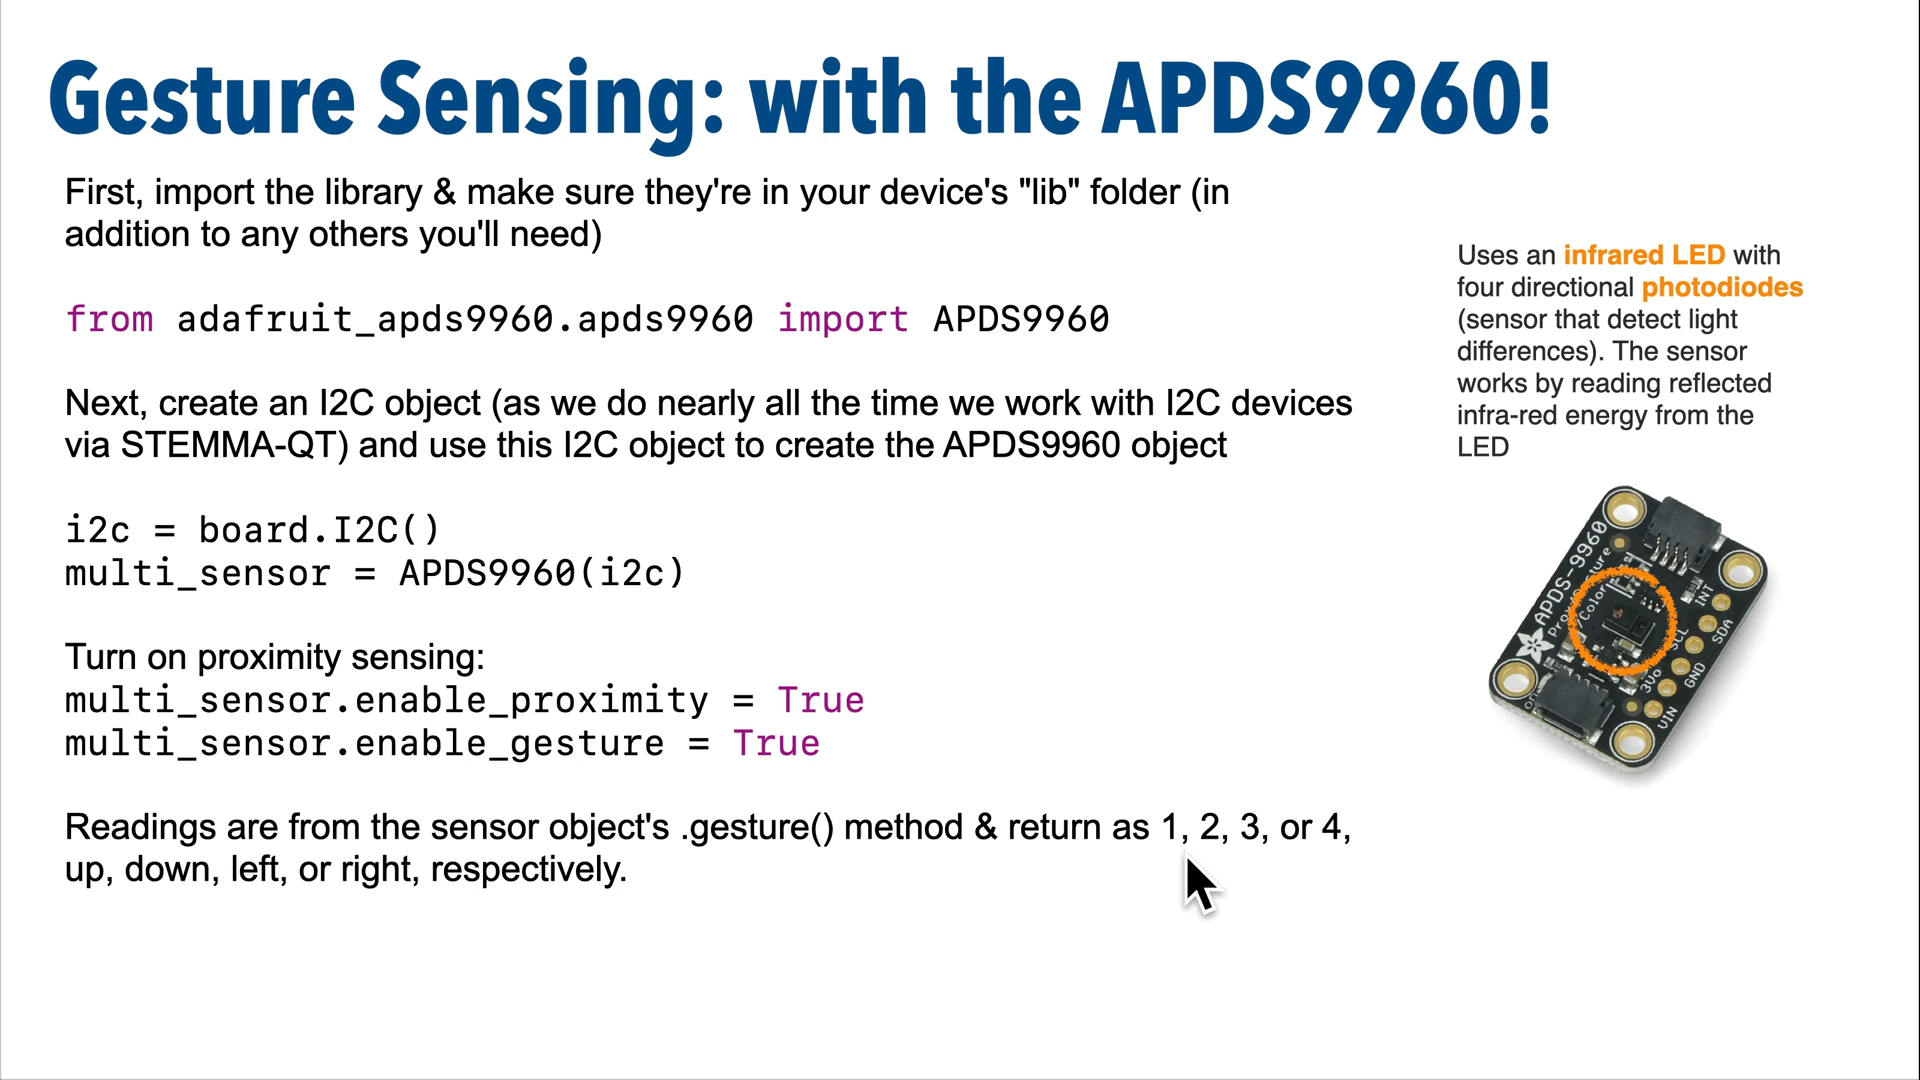 Gesture Sensing: with the APDS9960!
First, import the library & make sure they're in your device's "lib" folder (in
addition to any others you'll need)
from adafruit_apds9960.apds9960 import APDS9960
Next, create an I2C object (as we do nearly all the time we work with I2C devices
via STEMMA-QT) and use this I2C object to create the APDS9960 object
i2c = board.I2C()
multi_sensor = APDS9960(i2c)
Turn on proximity sensing:
multi_sensor.enable_proximity = True
multi_sensor.enable_gesture = True
Readings are from the sensor object's .gesture() method & return as 1, 2, 3, or 4,
up, down, left, or right, respectively.
Uses an infrared LED with
four directional photodiodes
(sensor that detect light
differences). The sensor
works by reading reflected
infra-red energy from the
LED
APDS-9960
Color
INT
SDA
SCL
GND
3Vo
VIN
on